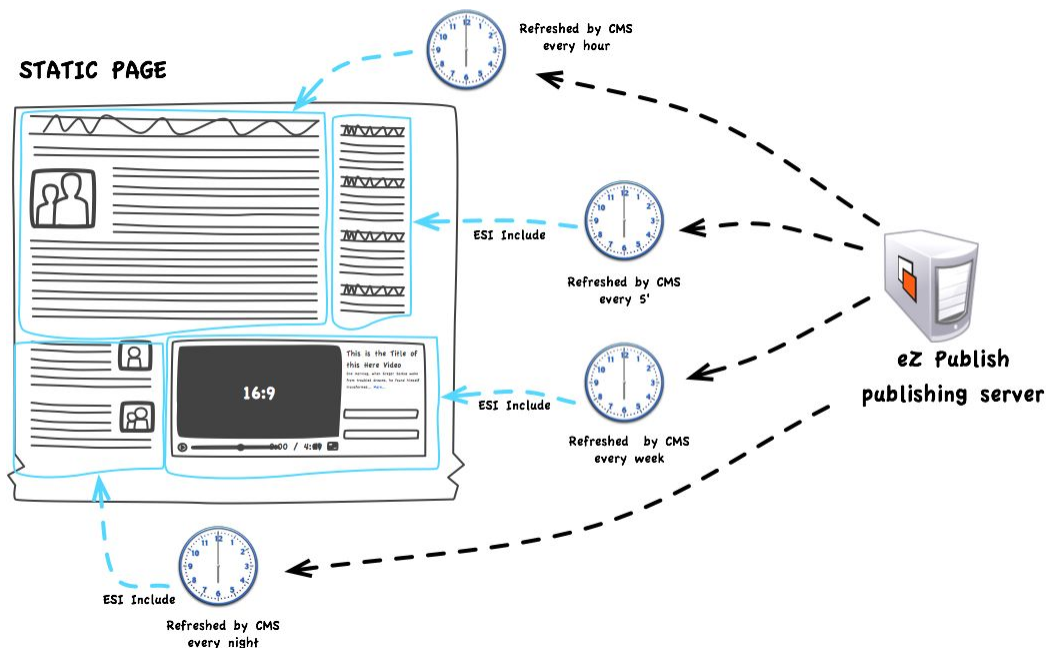 Refreshed by CMS
every hour
STATIC PAGE
ESI Include
Refreshed by CMS
every 5'
eZ Publish
publishing server
This is the Title of
this Here Video
16:9
ESI Include
Refreshed by CMS
every week
ESI Include
Refreshed by CMS
every night